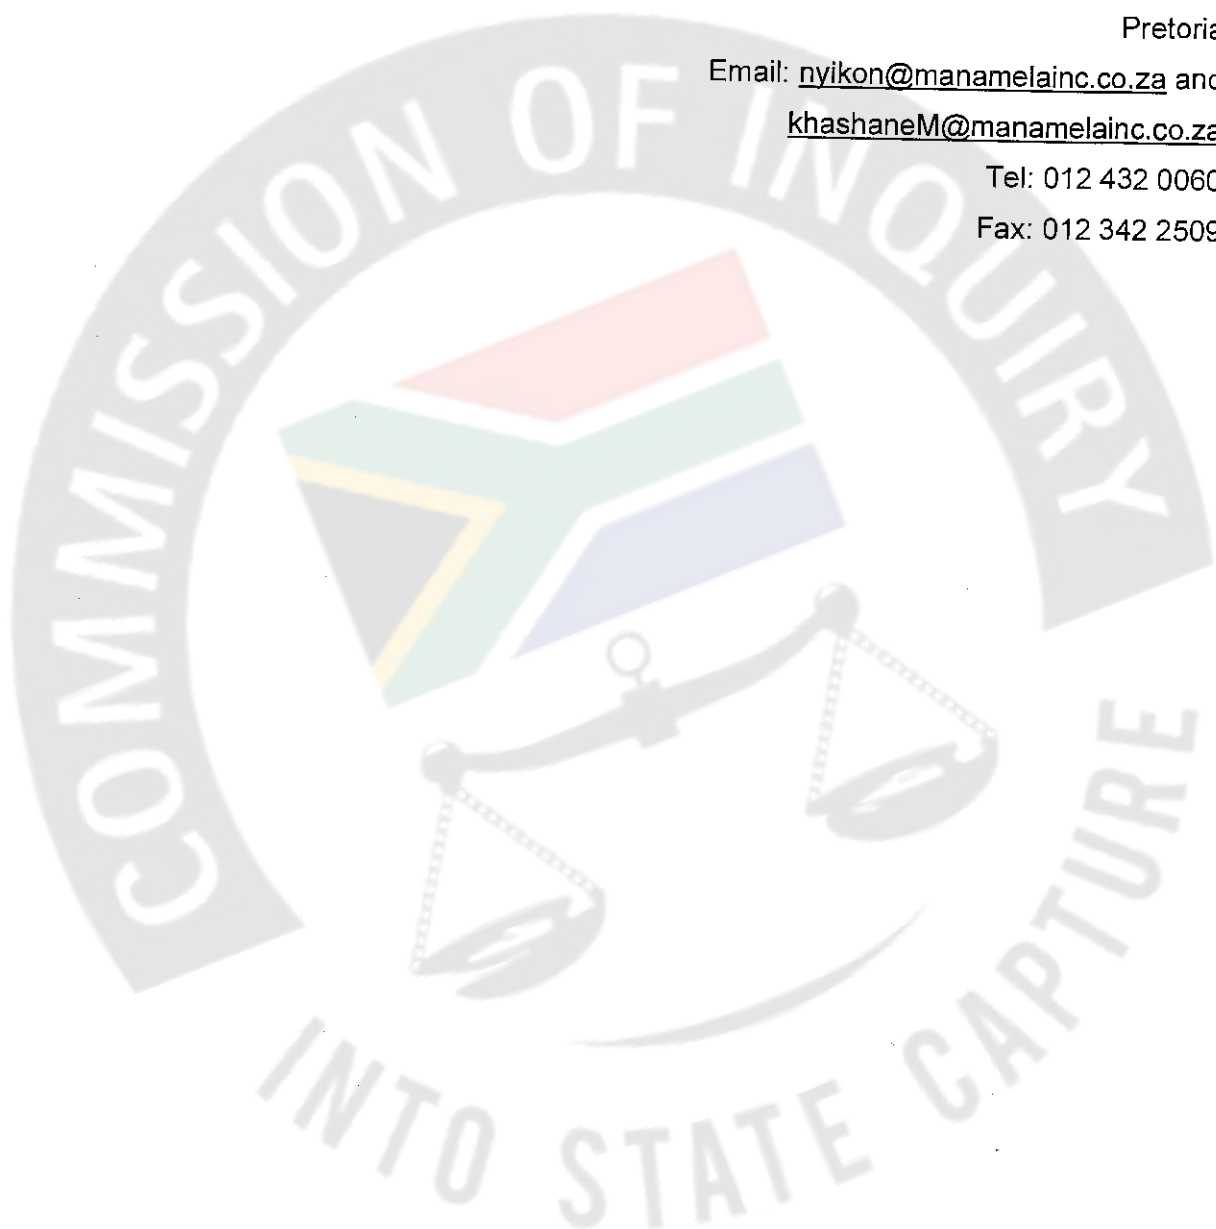 Pretoria
Email: nyikon@manamelainc.co.za and
khashaneM@manamelainc.co.za
Tel: 012 432 0060
Fax: 012 342 2509
COMMISSION OF INQUIRY
INTO STATE CAPTURE